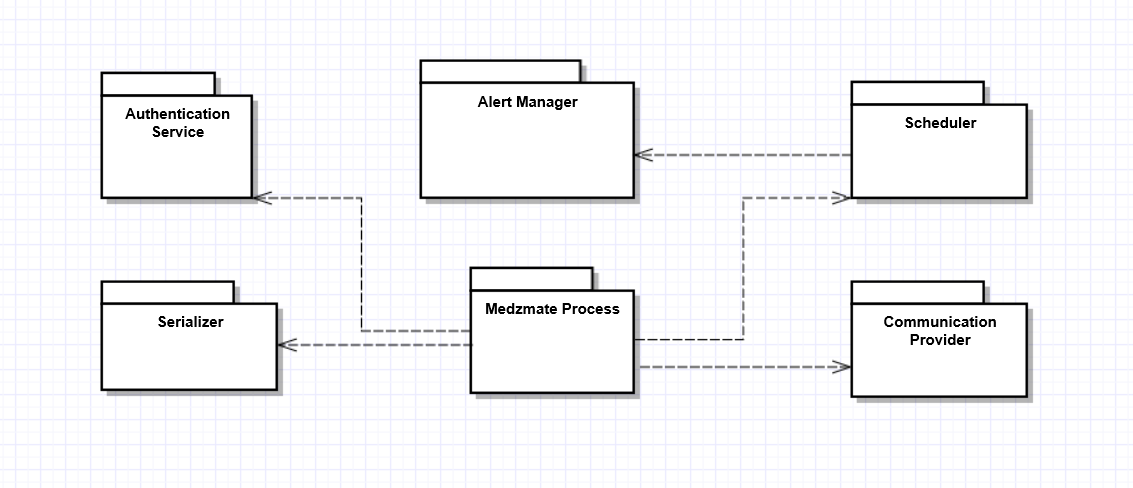 Authentication
Service
Alert Manager
Scheduler
Serializer
Medzmate Process
Communication
Provider